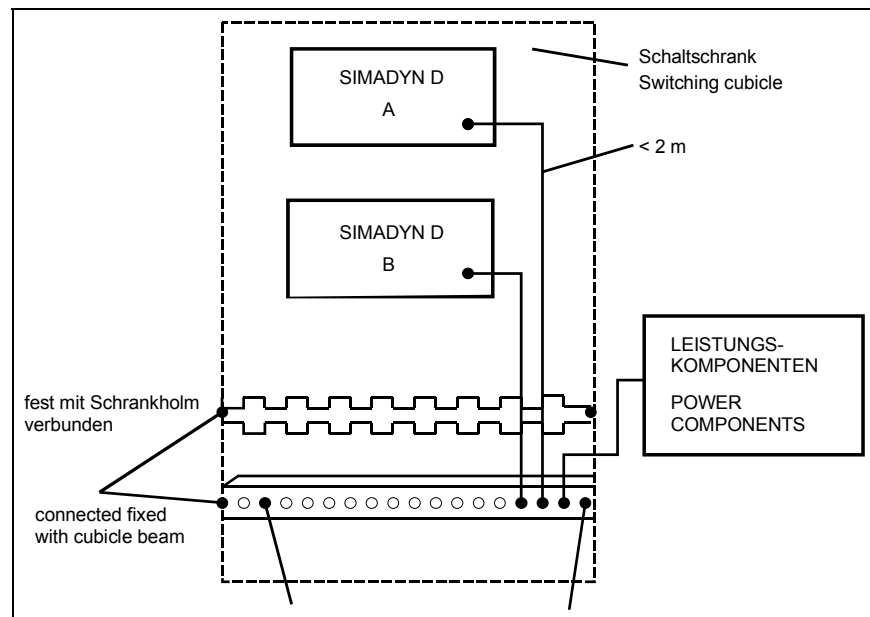 SIMADYN D
A
Schaltschrank
Switching cubicle
< 2 m
SIMADYN D
B
LEISTUNGS-
KOMPONENTEN
POWER
COMPONENTS
fest mit Schrankholm
verbunden
connected fixed
with cubicle beam